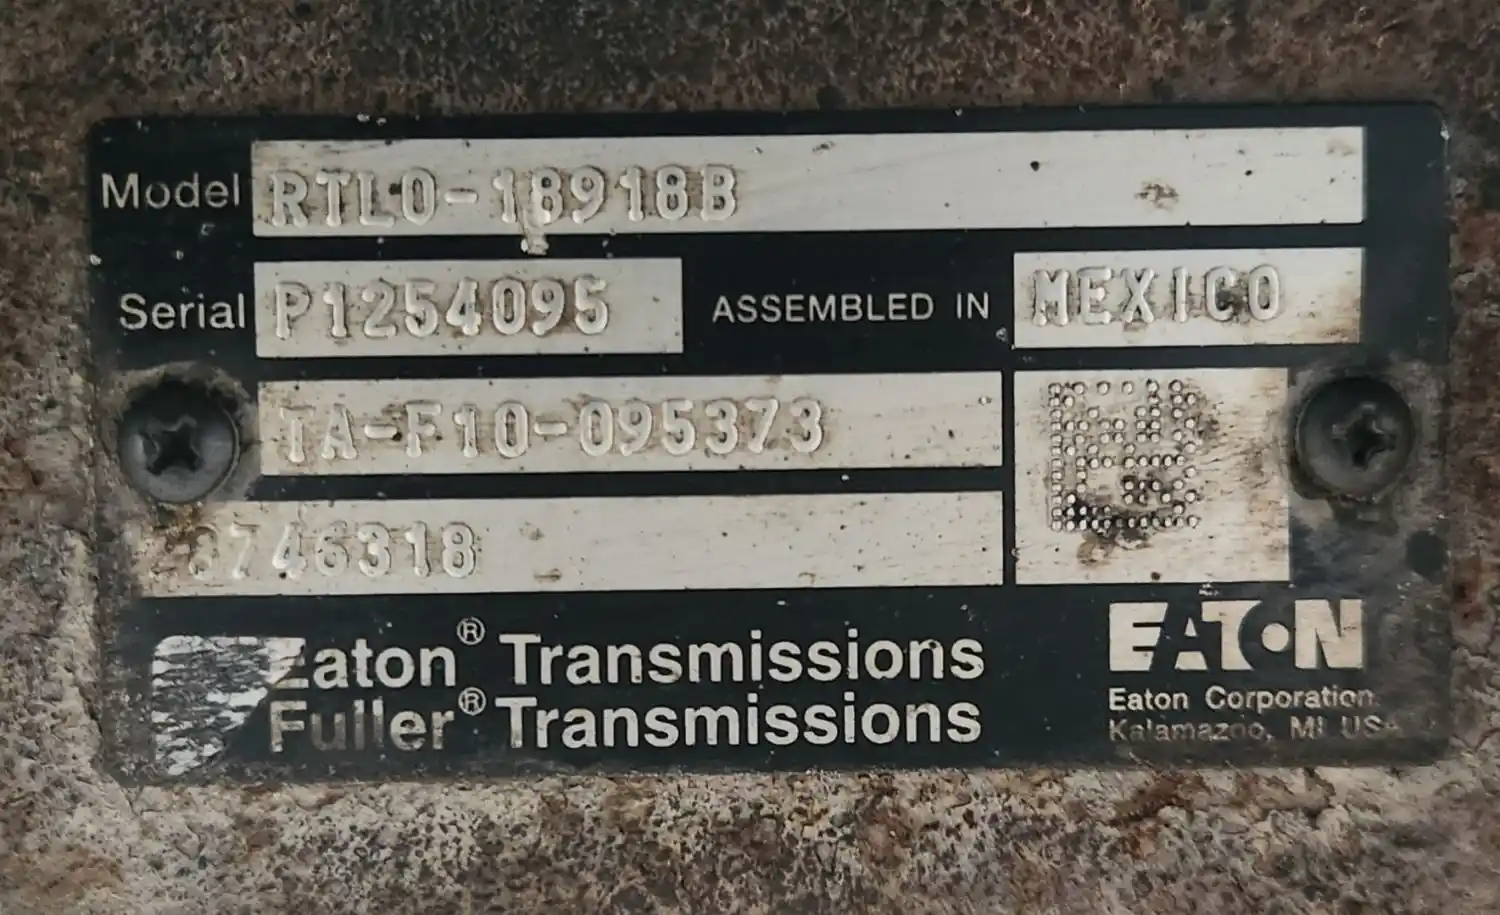 Model RTLO-18918B
Serial P1254095 ASSEMBLED IN MEXICO
TA-F10-095373
Eaton® Transmissions
Fuller® Transmissions
EATON
Eaton Corporation
Kalamazoo, MI USA